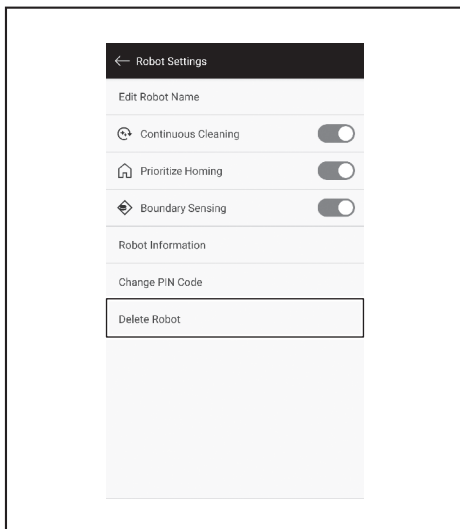 Robot Settings
Edit Robot Name
Continuous Cleaning
Prioritize Homing
Boundary Sensing
Robot Information
Change PIN Code
Delete Robot